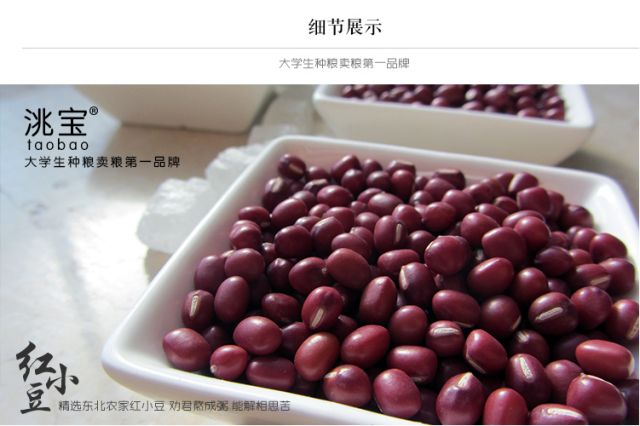 细节展示
大学生种粮卖粮第一品牌
洮宝®
taobao
大学生种粮卖粮第一品牌
红小豆
精选东北农家红小豆 劝君熬成粥 能解相思苦